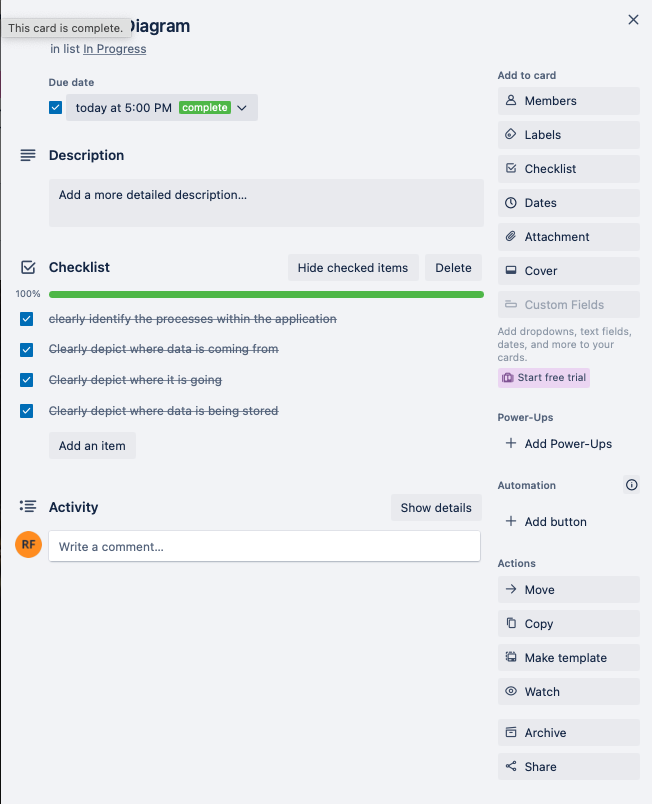 This card is complete.
Diagram
in list In Progress
Due date
today at 5:00 PM complete
Description
Add a more detailed description...
Checklist
Hide checked items
Delete
100%
clearly identify the processes within the application
Clearly depict where data is coming from
Clearly depict where it is going
Clearly depict where data is being stored
Add an item
Activity
Show details
RF
Write a comment...
Add to card
Members
Labels
Checklist
Dates
Attachment
Cover
Custom Fields
Add dropdowns, text fields,
dates, and more to your
cards.
Start free trial
Power-Ups
Add Power-Ups
Automation
Add button
Actions
Move
Copy
Make template
Watch
Archive
Share